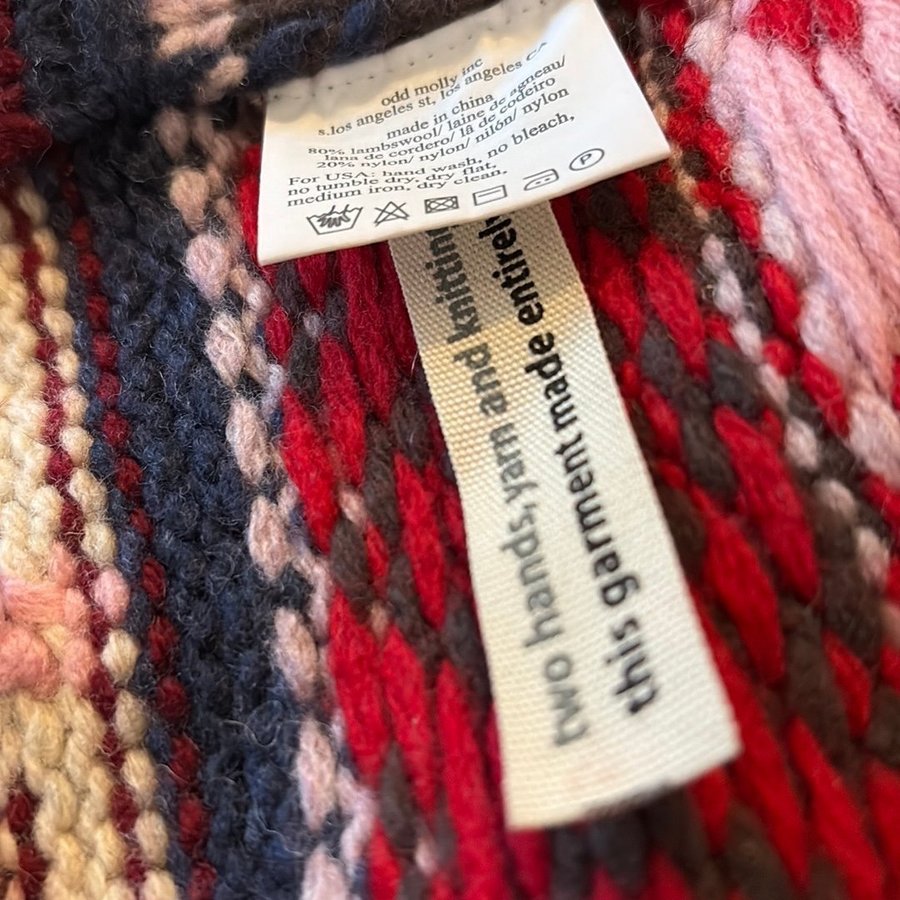 odd molly inc
s.los angeles st, los angeles CA
made in china
80% lambswool/ laine de agneau/
lana de cordero/ lã de codeiro
20% nylon/ nylon/ nilón/ nylon
For USA: hand wash, no bleach,
no tumble dry, dry flat,
medium iron, dry clean.
P
this garment made entirel
two hands, yarn and knittin